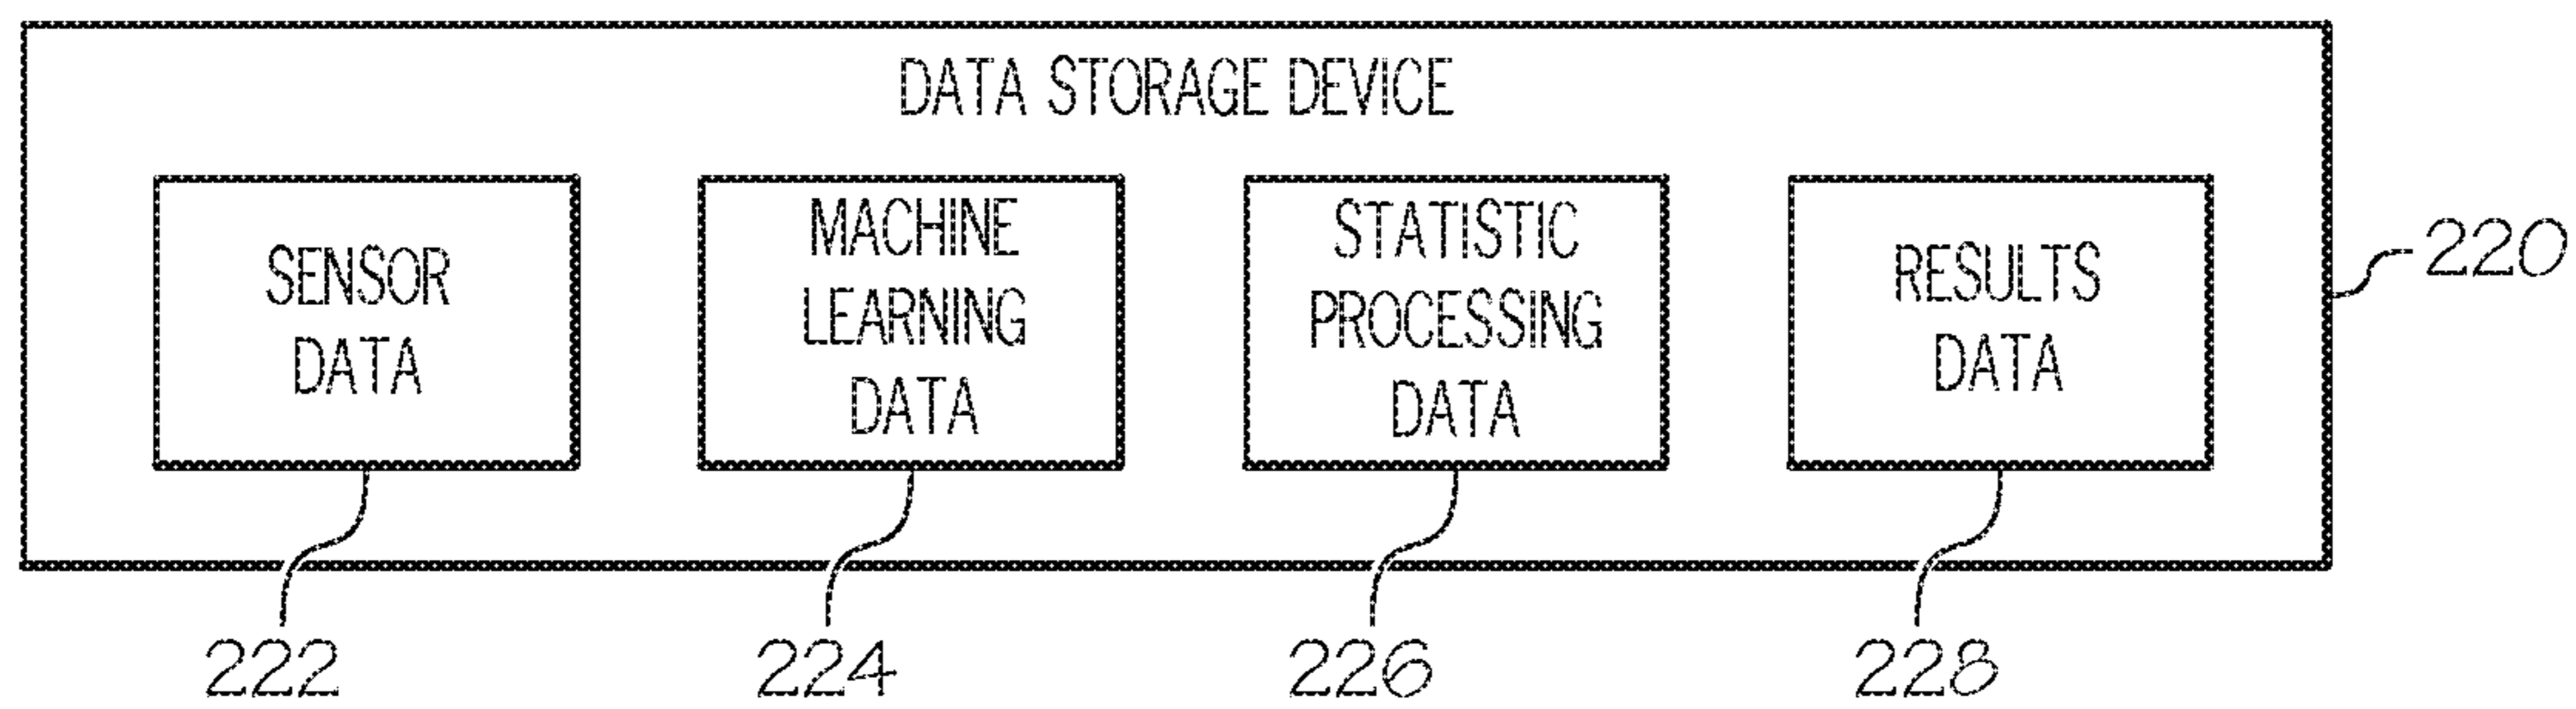 DATA STORAGE DEVICE
SENSOR
DATA
MACHINE
LEARNING
DATA
STATISTIC
PROCESSING
DATA
RESULTS
DATA
220
222
224
226
228